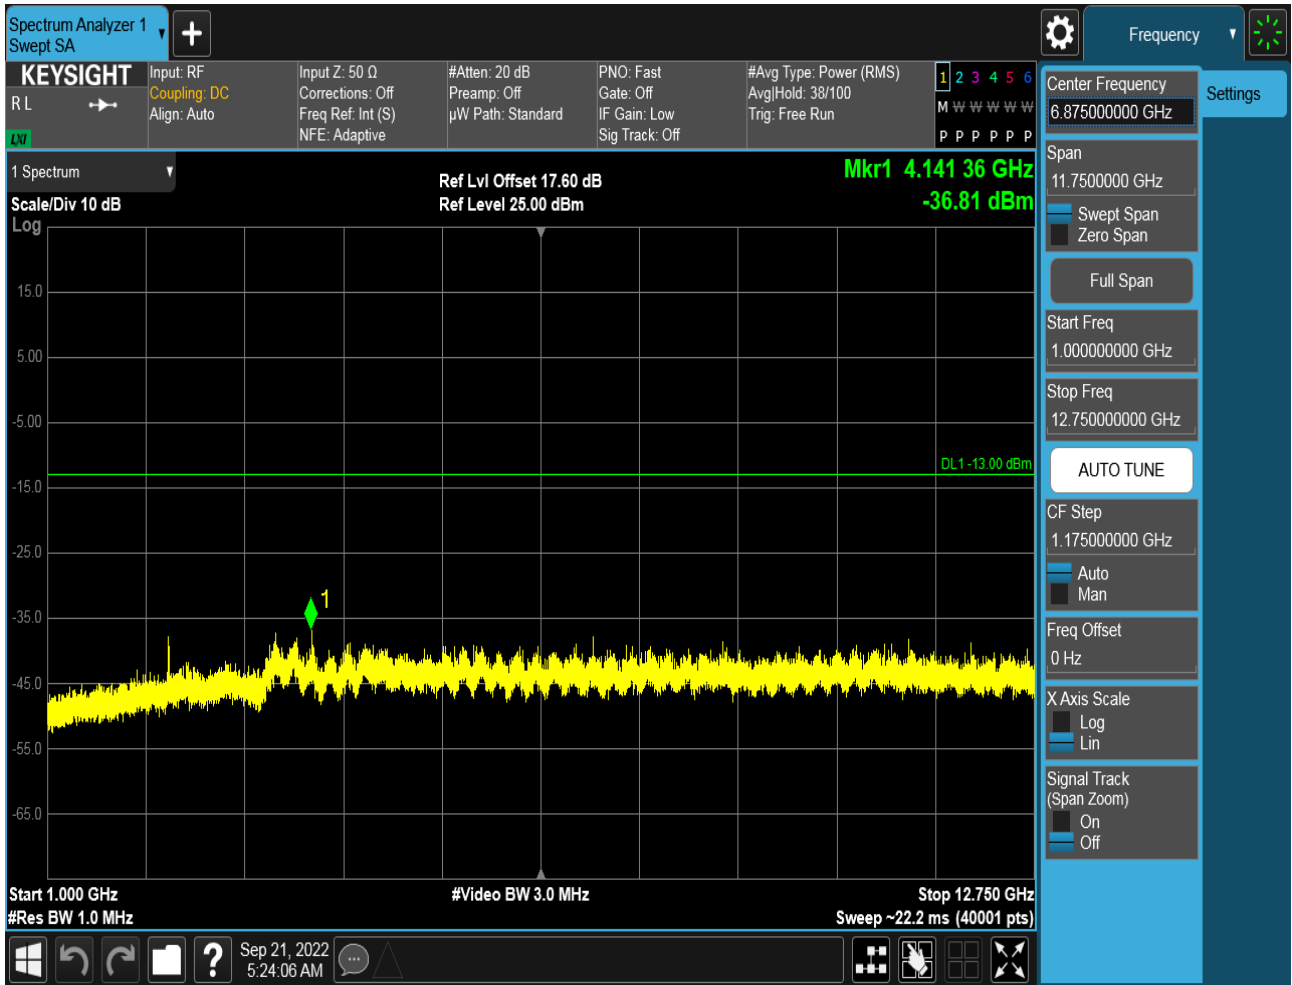 Spectrum Analyzer 1
Swept SA
Frequency
KEYSIGHT
R L
LXI
Input: RF
Coupling: DC
Align: Auto
Input Z: 50 Ω
Corrections: Off
Freq Ref: Int (S)
NFE: Adaptive
#Atten: 20 dB
Preamp: Off
µW Path: Standard
PNO: Fast
Gate: Off
IF Gain: Low
Sig Track: Off
#Avg Type: Power (RMS)
Avg|Hold: 38/100
Trig: Free Run
1 2 3 4 5 6
M W W W W W
P P P P P P
1 Spectrum
Scale/Div 10 dB
Log
Ref Lvl Offset 17.60 dB
Ref Level 25.00 dBm
Mkr1 4.141 36 GHz
-36.81 dBm
15.0
5.00
-5.00
DL1 -13.00 dBm
-15.0
-25.0
1
-35.0
-45.0
-55.0
-65.0
Start 1.000 GHz
#Res BW 1.0 MHz
#Video BW 3.0 MHz
Stop 12.750 GHz
Sweep ~22.2 ms (40001 pts)
Center Frequency
6.875000000 GHz
Settings
Span
11.7500000 GHz
Swept Span
Zero Span
Full Span
Start Freq
1.000000000 GHz
Stop Freq
12.750000000 GHz
AUTO TUNE
CF Step
1.175000000 GHz
Auto
Man
Freq Offset
0 Hz
X Axis Scale
Log
Lin
Signal Track
(Span Zoom)
On
Off
?
Sep 21, 2022
5:24:06 AM